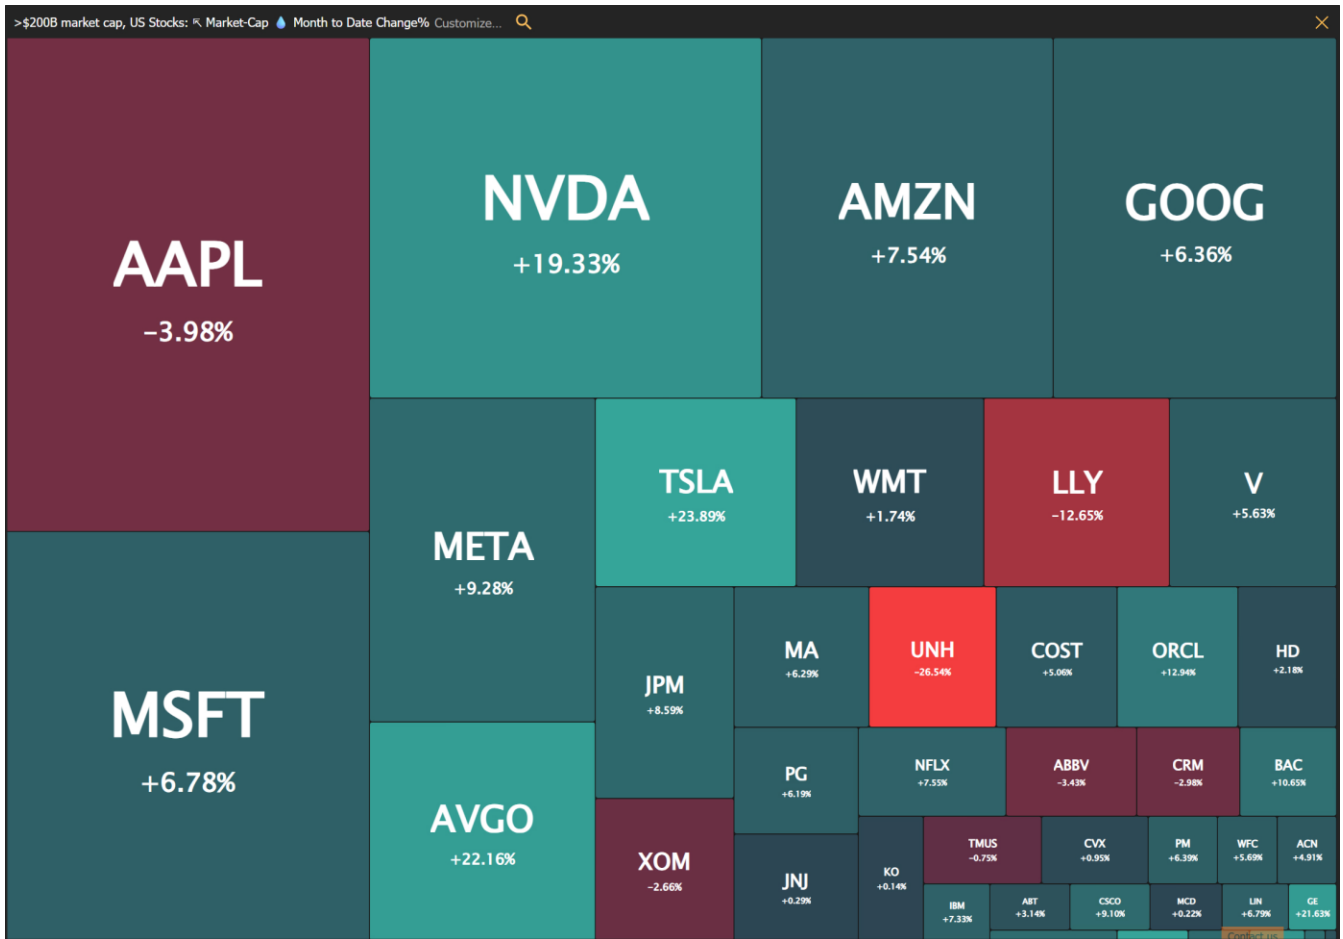 >$200B market cap, US Stocks: Market-Cap Month to Date Change% Customize...
AAPL
-3.98%
NVDA
+19.33%
AMZN
+7.54%
GOOG
+6.36%
MSFT
+6.78%
META
+9.28%
AVGO
+22.16%
TSLA
+23.89%
WMT
+1.74%
LLY
-12.65%
V
+5.63%
JPM
+8.59%
XOM
-2.66%
MA
+6.29%
UNH
-26.54%
COST
+5.06%
ORCL
+12.94%
HD
+2.18%
PG
+6.19%
JNJ
+0.29%
NFLX
+7.55%
ABBV
-3.43%
CRM
-2.98%
BAC
+10.65%
KO
+0.14%
TMUS
-0.75%
CVX
+0.95%
PM
+6.39%
WFC
+5.69%
ACN
+4.91%
IBM
+7.33%
ABT
+3.14%
CSCO
+9.10%
MCD
+0.22%
LIN
+6.79%
GE
+21.63%
Contact us